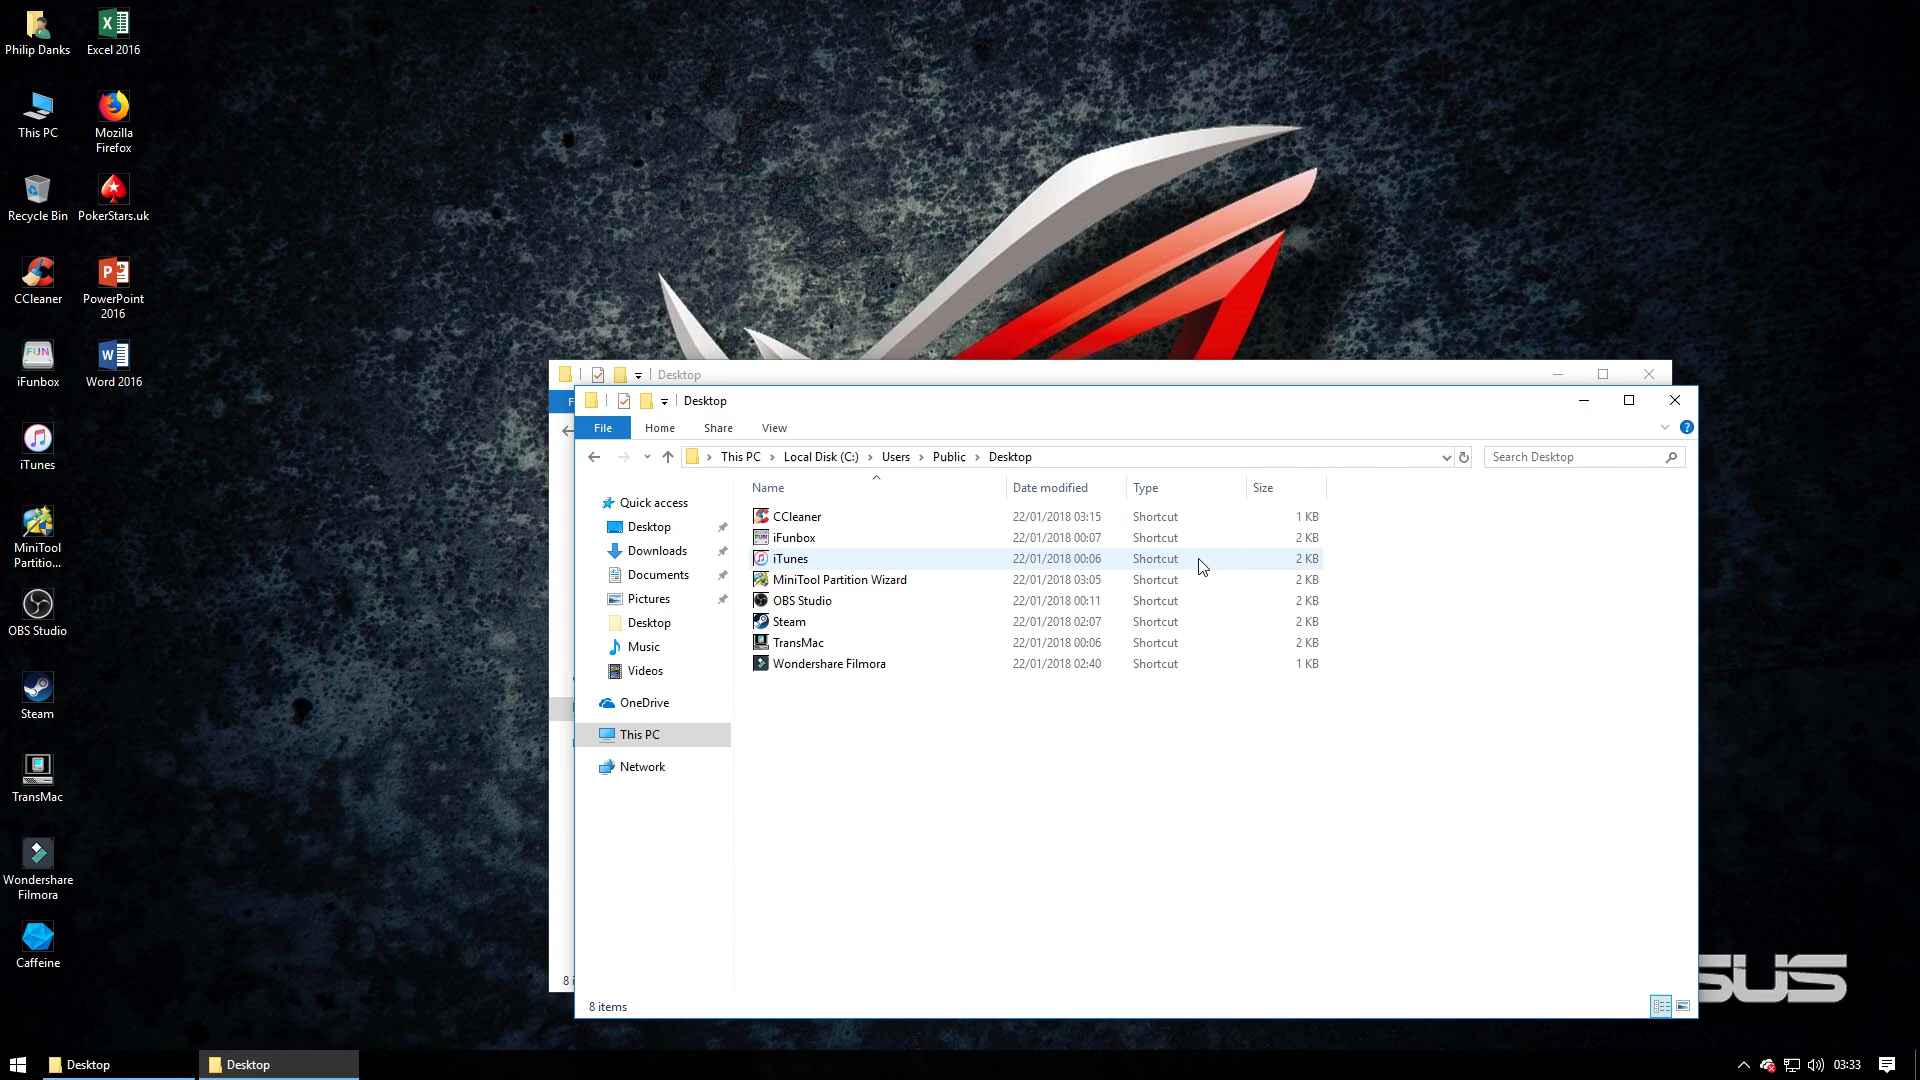 Philip Danks
Excel 2016
This PC
Mozilla
Firefox
Recycle Bin
PokerStars.uk
CCleaner
PowerPoint
2016
FUN
iFunbox
Word 2016
iTunes
MiniTool
Partitio...
OBS Studio
Steam
TransMac
Wondershare
Filmora
Caffeine
Desktop
Desktop
File Home Share View
This PC › Local Disk (C:) › Users › Public › Desktop
Search Desktop
Name Date modified Type Size
Quick access
Desktop
Downloads
Documents
Pictures
Desktop
Music
Videos
OneDrive
This PC
Network
CCleaner 22/01/2018 03:15 Shortcut 1 KB
iFunbox 22/01/2018 00:07 Shortcut 2 KB
iTunes 22/01/2018 00:06 Shortcut 2 KB
MiniTool Partition Wizard 22/01/2018 03:05 Shortcut 2 KB
OBS Studio 22/01/2018 00:11 Shortcut 2 KB
Steam 22/01/2018 02:07 Shortcut 2 KB
TransMac 22/01/2018 00:06 Shortcut 2 KB
Wondershare Filmora 22/01/2018 02:40 Shortcut 1 KB
8 items
SUS
Desktop
Desktop
03:33